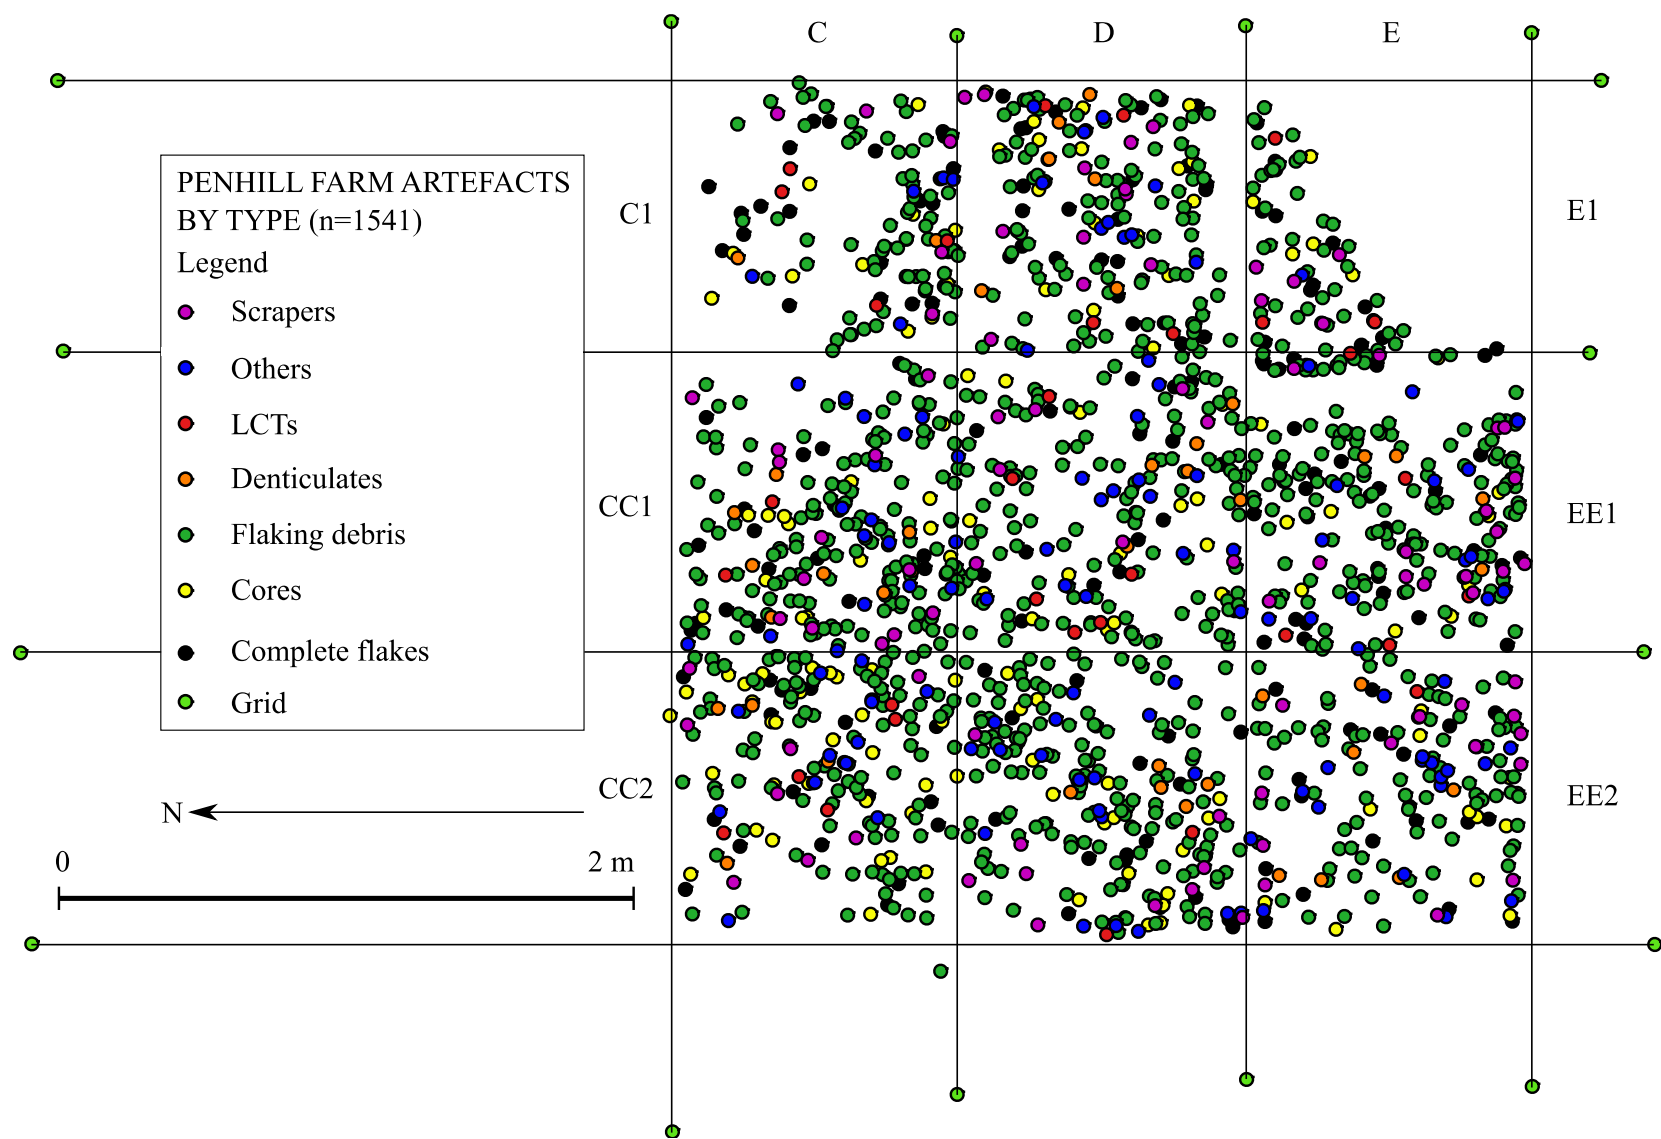 C D E
PENHILL FARM ARTEFACTS
BY TYPE (n=1541)
Legend
Scrapers
Others
LCTs
Denticulates
Flaking debris
Cores
Complete flakes
Grid
C1
E1
CC1
EE1
CC2
EE2
N
0 2 m